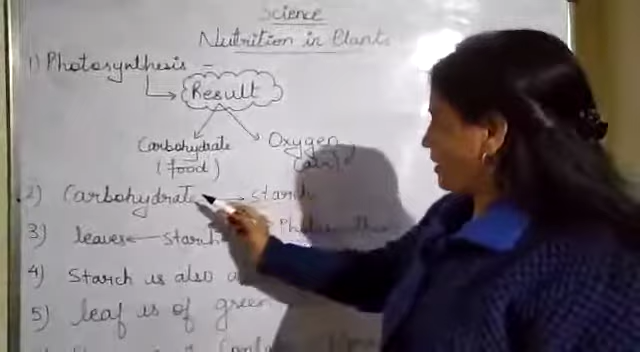 Science
Nutrition in Plants
1) Photosynthesis -
Result
Carbohydrate Oxygen
(food) (air)
2) Carbohydrate → starch
3) leaves ← starch
4) Starch is also a
5) leaf is of green